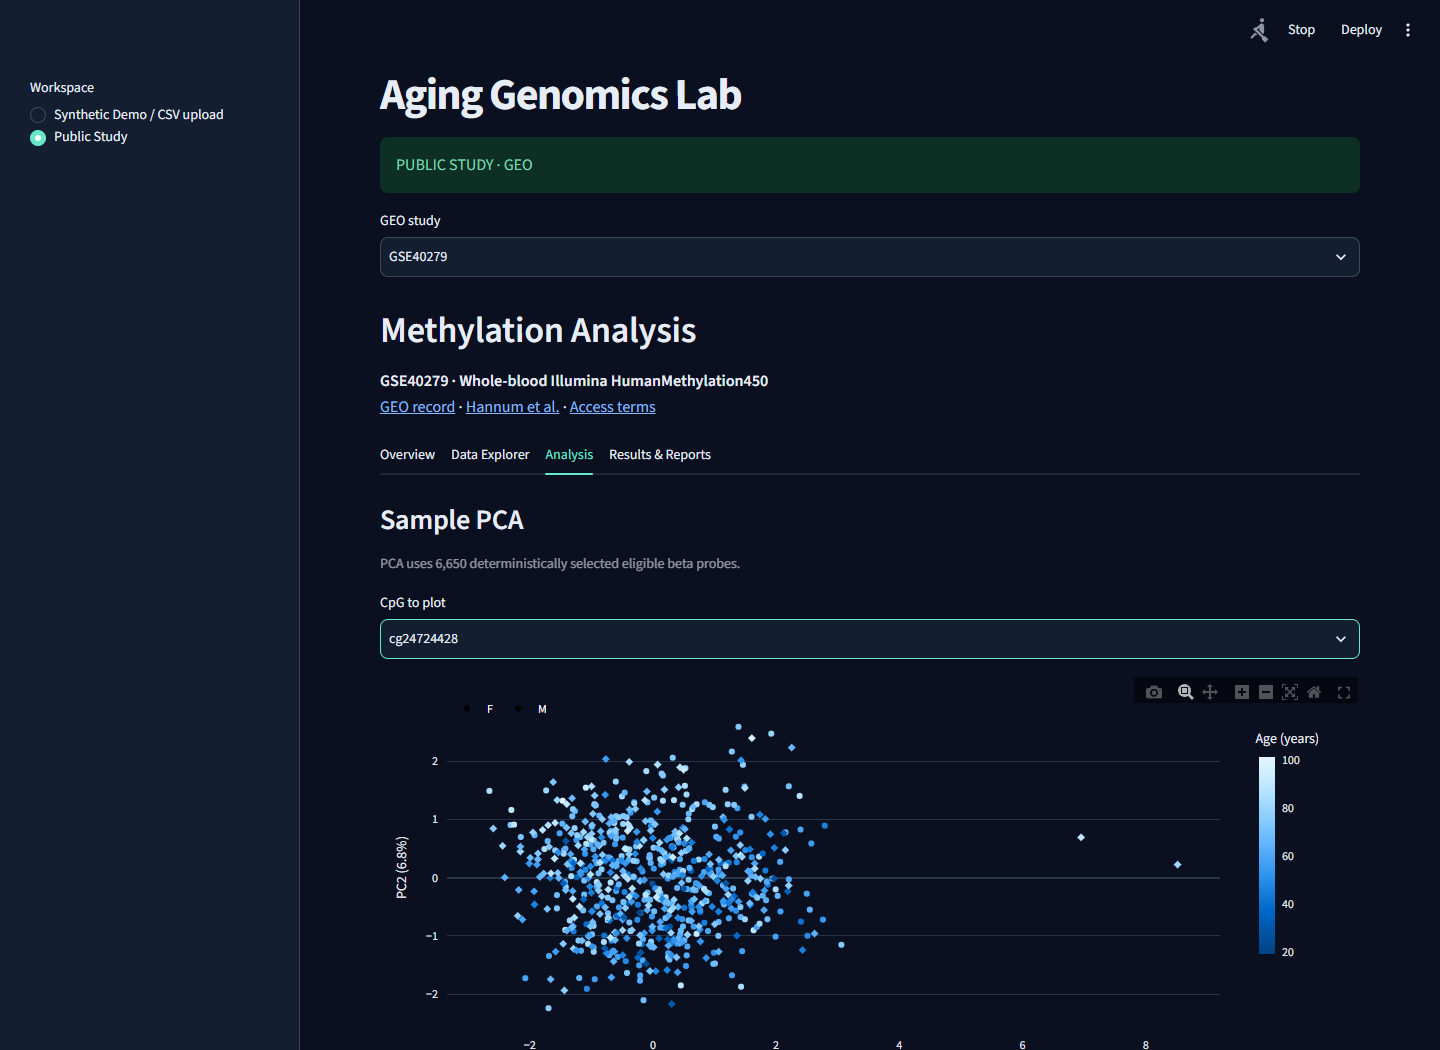 Stop Deploy
Workspace
Synthetic Demo / CSV upload
Public Study
Aging Genomics Lab
PUBLIC STUDY · GEO
GEO study
GSE40279
Methylation Analysis
GSE40279 · Whole-blood Illumina HumanMethylation450
GEO record · Hannum et al. · Access terms
Overview Data Explorer Analysis Results & Reports
Sample PCA
PCA uses 6,650 deterministically selected eligible beta probes.
CpG to plot
cg24724428
F M
Age (years)
100
80
60
40
20
PC2 (6.8%)
2
1
0
−1
−2
−2 0 2 4 6 8